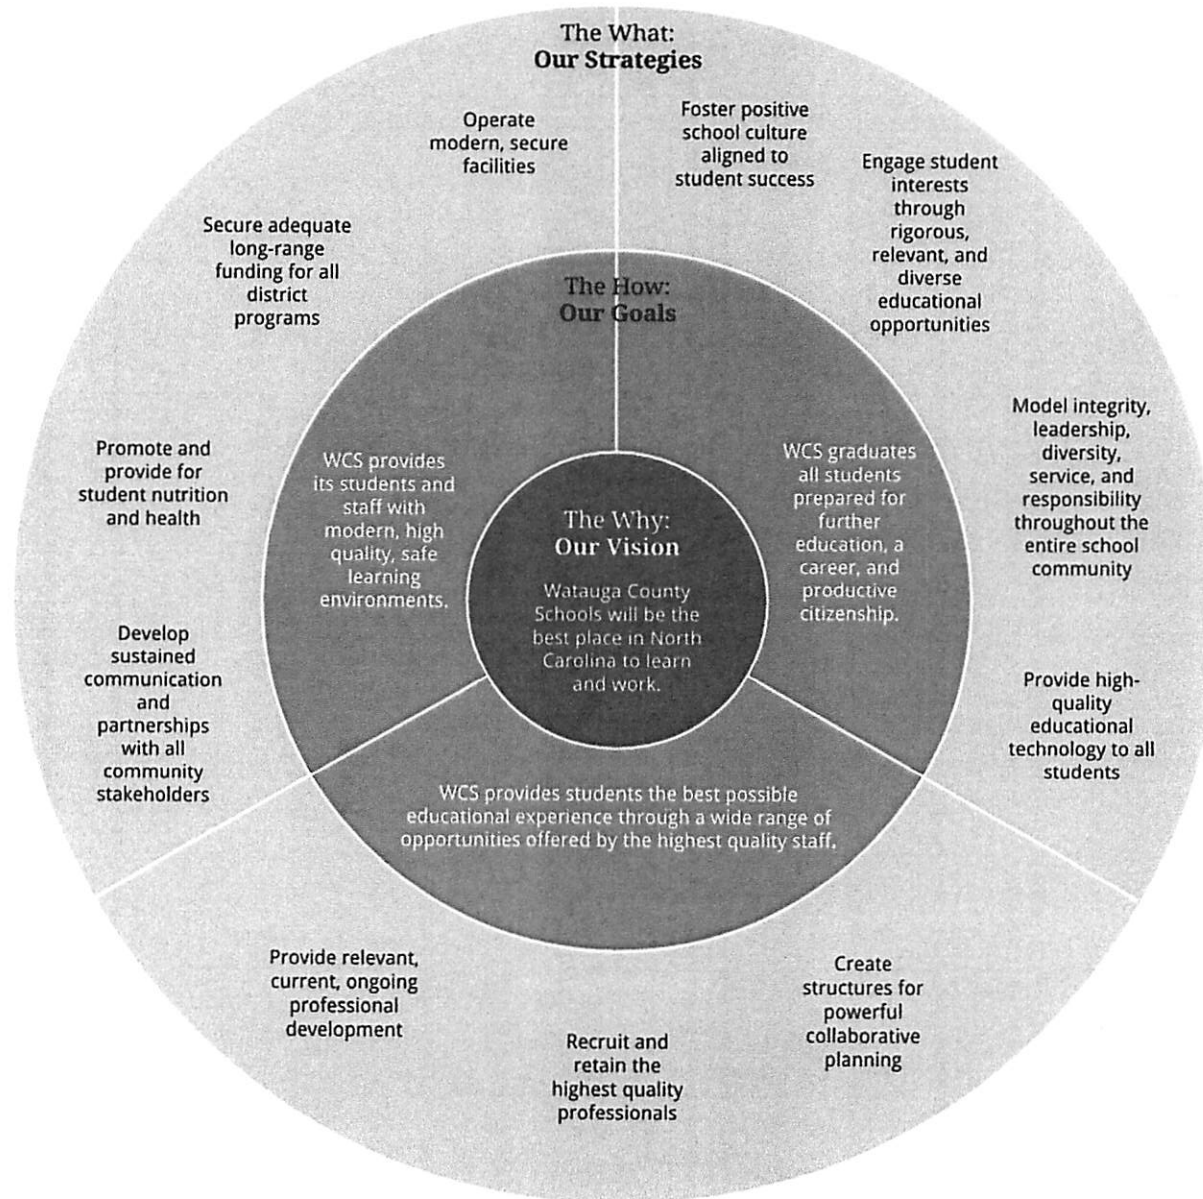 The What:
Our Strategies
Operate
modern, secure
facilities
Foster positive
school culture
aligned to
student success
Engage student
interests
through
rigorous,
relevant, and
diverse
educational
opportunities
Secure adequate
long-range
funding for all
district
programs
Model integrity,
leadership,
diversity,
service, and
responsibility
throughout the
entire school
community
Promote and
provide for
student nutrition
and health
Provide high-
quality
educational
technology to all
students
Develop
sustained
communication
and
partnerships
with all
community
stakeholders
Provide relevant,
current, ongoing
professional
development
Recruit and
retain the
highest quality
professionals
Create
structures for
powerful
collaborative
planning
The How:
Our Goals
WCS provides
its students and
staff with
modern, high
quality, safe
learning
environments.
WCS graduates
all students
prepared for
further
education, a
career, and
productive
citizenship.
WCS provides students the best possible
educational experience through a wide range of
opportunities offered by the highest quality staff.
The Why:
Our Vision
Watauga County
Schools will be the
best place in North
Carolina to learn
and work.